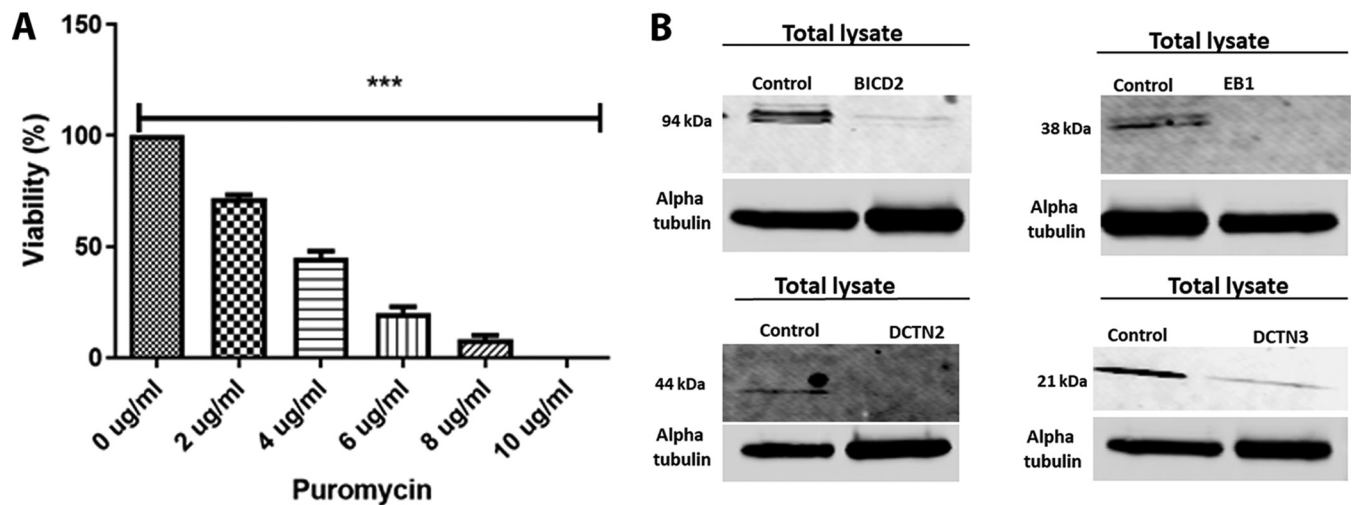 A
150
100
50
0
Viability (%)
***
0 ug/ml
2 ug/ml
4 ug/ml
6 ug/ml
8 ug/ml
10 ug/ml
Puromycin
B
Total lysate
Control BICD2
94 kDa
Alpha
tubulin
Total lysate
Control EB1
38 kDa
Alpha
tubulin
Total lysate
Control DCTN2
44 kDa
Alpha
tubulin
Total lysate
Control DCTN3
21 kDa
Alpha
tubulin